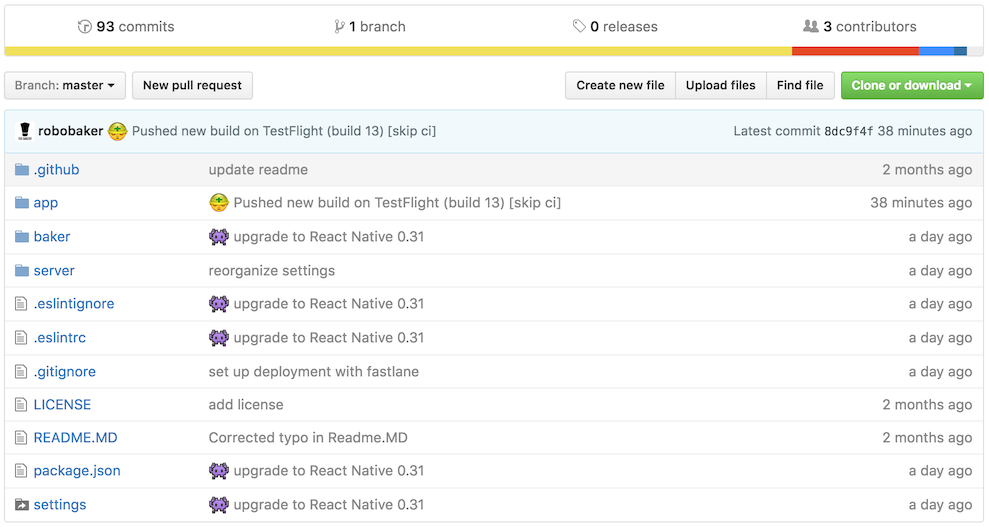 93 commits 1 branch 0 releases 3 contributors
Branch: master New pull request Create new file Upload files Find file Clone or download
robobaker Pushed new build on TestFlight (build 13) [skip ci] Latest commit 8dc9f4f 38 minutes ago
.github update readme 2 months ago
app Pushed new build on TestFlight (build 13) [skip ci] 38 minutes ago
baker upgrade to React Native 0.31 a day ago
server reorganize settings a day ago
.eslintignore upgrade to React Native 0.31 a day ago
.eslintrc upgrade to React Native 0.31 a day ago
.gitignore set up deployment with fastlane a day ago
LICENSE add license 2 months ago
README.MD Corrected typo in Readme.MD 2 months ago
package.json upgrade to React Native 0.31 a day ago
settings upgrade to React Native 0.31 a day ago